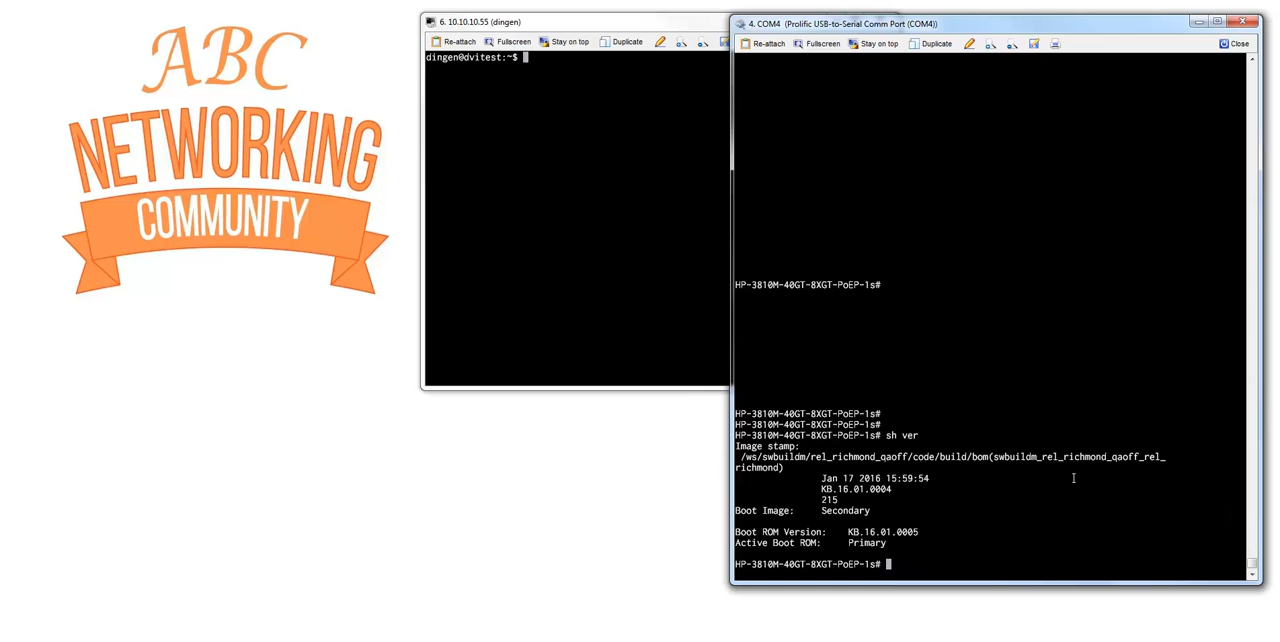 ABC
NETWORKING
COMMUNITY
6. 10.10.10.55 (dingen)
Re-attach Fullscreen Stay on top Duplicate
dingen@dvitest:~$
4. COM4 (Prolific USB-to-Serial Comm Port (COM4))
Re-attach Fullscreen Stay on top Duplicate Close
HP-3810M-40GT-8XGT-PoEP-1s#
HP-3810M-40GT-8XGT-PoEP-1s#
HP-3810M-40GT-8XGT-PoEP-1s#
HP-3810M-40GT-8XGT-PoEP-1s# sh ver
Image stamp:
/ws/swbuildm/rel_richmond_qaoff/code/build/bom(swbuildm_rel_richmond_qaoff_rel_
richmond)
Jan 17 2016 15:59:54
KB.16.01.0004
215
Boot Image: Secondary
Boot ROM Version: KB.16.01.0005
Active Boot ROM: Primary
HP-3810M-40GT-8XGT-PoEP-1s#